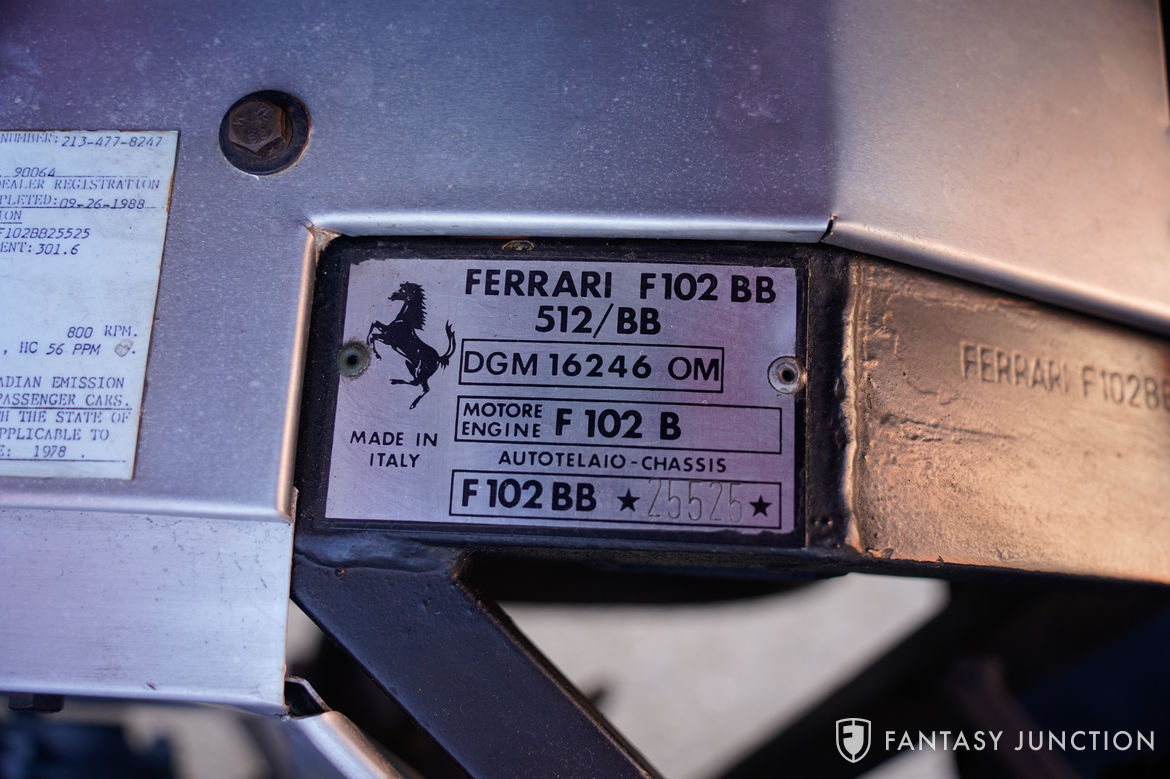 NUMBER: 213-477-8247
90064
DEALER REGISTRATION
PLETED: 09-26-1988
ION
F102BB25525
ENT: 301.6
800 RPM.
, HC 56 PPM
ADIAN EMISSION
PASSENGER CARS.
H THE STATE OF
PPLICABLE TO
E: 1978 .
FERRARI F102 BB
512/BB
DGM 16246 OM
MOTORE
ENGINE F 102 B
MADE IN
ITALY
AUTOTELAIO-CHASSIS
F102 BB ★25525★
FERRARI F102B
FANTASY JUNCTION